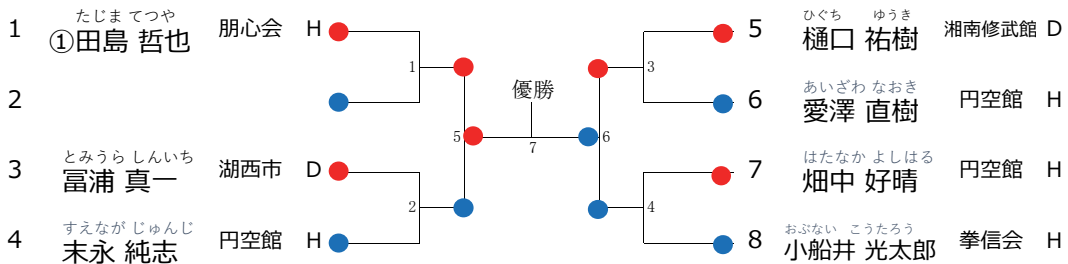 たじま てつや
1 ①田島 哲也 朋心会 H
2
とみうら しんいち
3 冨浦 真一 湖西市 D
すえなが じゅんじ
4 末永 純志 円空館 H
1
2
5
優勝
7
6
3
4
ひぐち ゆうき
5 樋口 祐樹 湘南修武館 D
あいざわ なおき
6 愛澤 直樹 円空館 H
はたなか よしはる
7 畑中 好晴 円空館 H
おぶない こうたろう
8 小船井 光太郎 拳信会 H